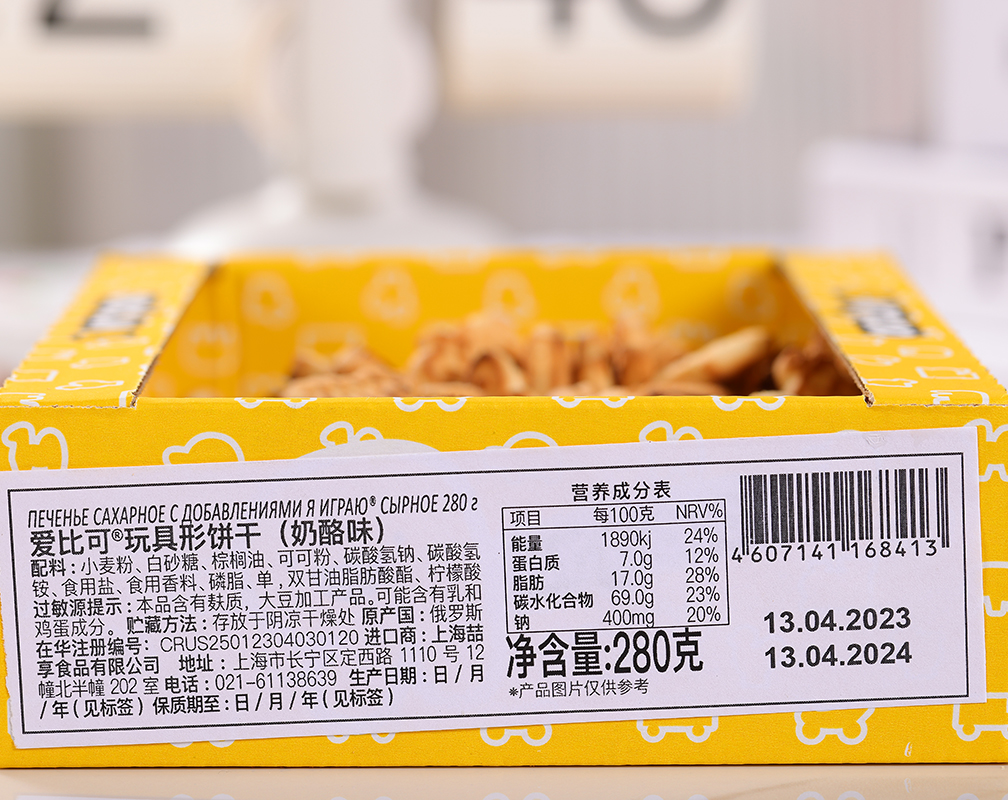 ПЕЧЕНЬЕ САХАРНОЕ С ДОБАВЛЕНИЯМИ Я ИГРАЮ® СЫРНОЕ 280 г
爱比可®玩具形饼干（奶酪味）
配料：小麦粉、白砂糖、棕榈油、可可粉、碳酸氢钠、碳酸氢
铵、食用盐、食用香料、磷脂、单，双甘油脂肪酸酯、柠檬酸
过敏源提示：本品含有麸质，大豆加工产品。可能含有乳和
鸡蛋成分。贮藏方法：存放于阴凉干燥处 原产国：俄罗斯
在华注册编号：CRUS25012304030120 进口商：上海喆
享食品有限公司 地址：上海市长宁区定西路 1110 号 12
幢北半幢 202 室 电话：021-61138639 生产日期：日/月
/年（见标签）保质期至：日/月/年（见标签）
营养成分表
项目 每100克 NRV%
能量 1890kj 24%
蛋白质 7.0g 12%
脂肪 17.0g 28%
碳水化合物 69.0g 23%
钠 400mg 20%
净含量:280克
※产品图片仅供参考
4607141168413
13.04.2023
13.04.2024